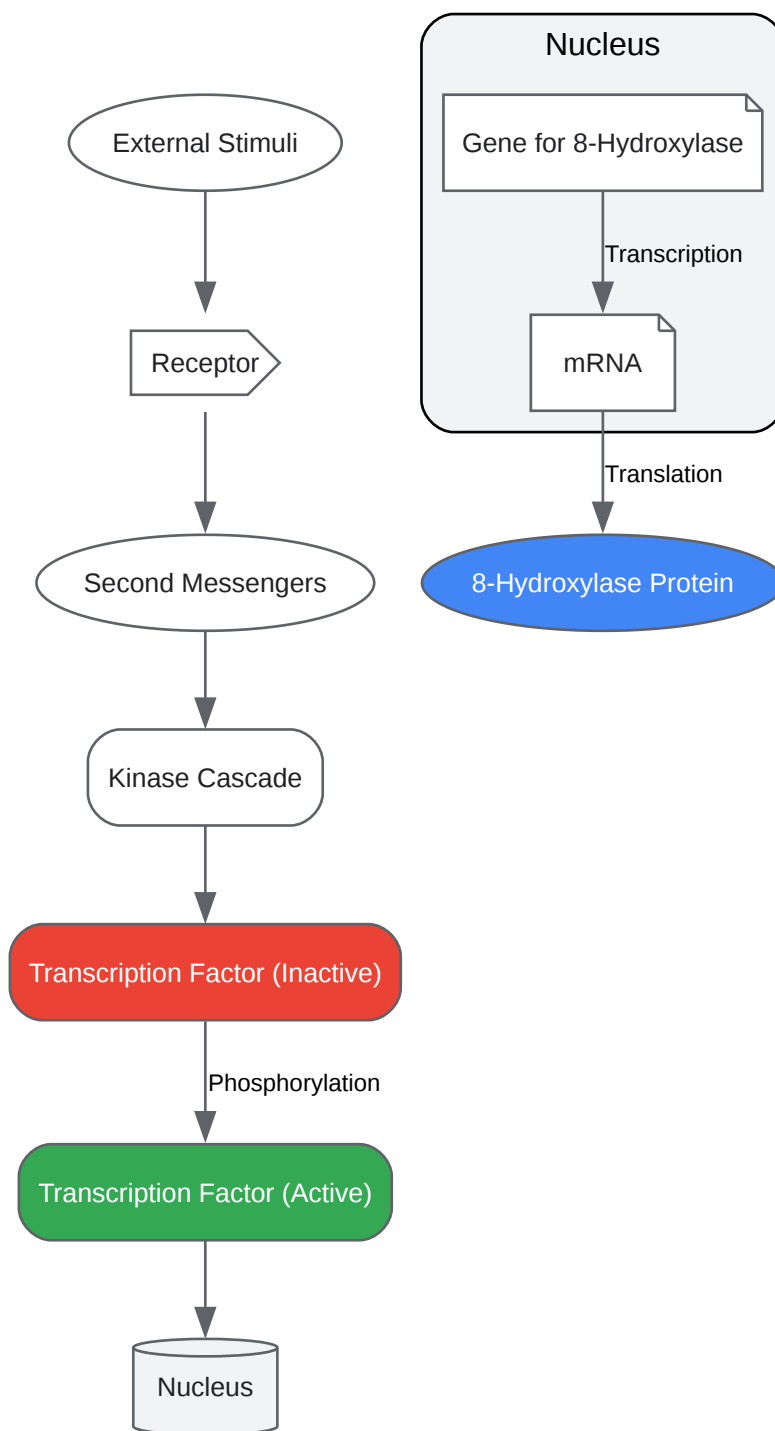 External Stimuli
Receptor
Second Messengers
Kinase Cascade
Transcription Factor (Inactive)
Phosphorylation
Transcription Factor (Active)
Nucleus
Nucleus
Gene for 8-Hydroxylase
Transcription
mRNA
Translation
8-Hydroxylase Protein